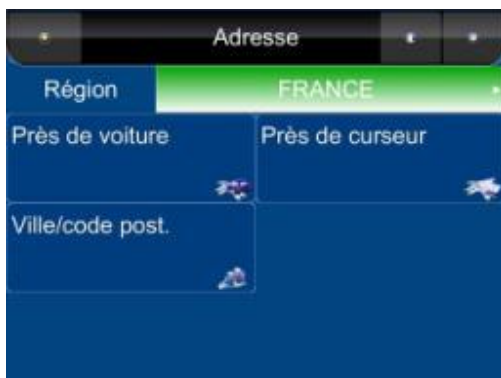 Adresse
Région FRANCE
Près de voiture Près de curseur
Ville/code post.